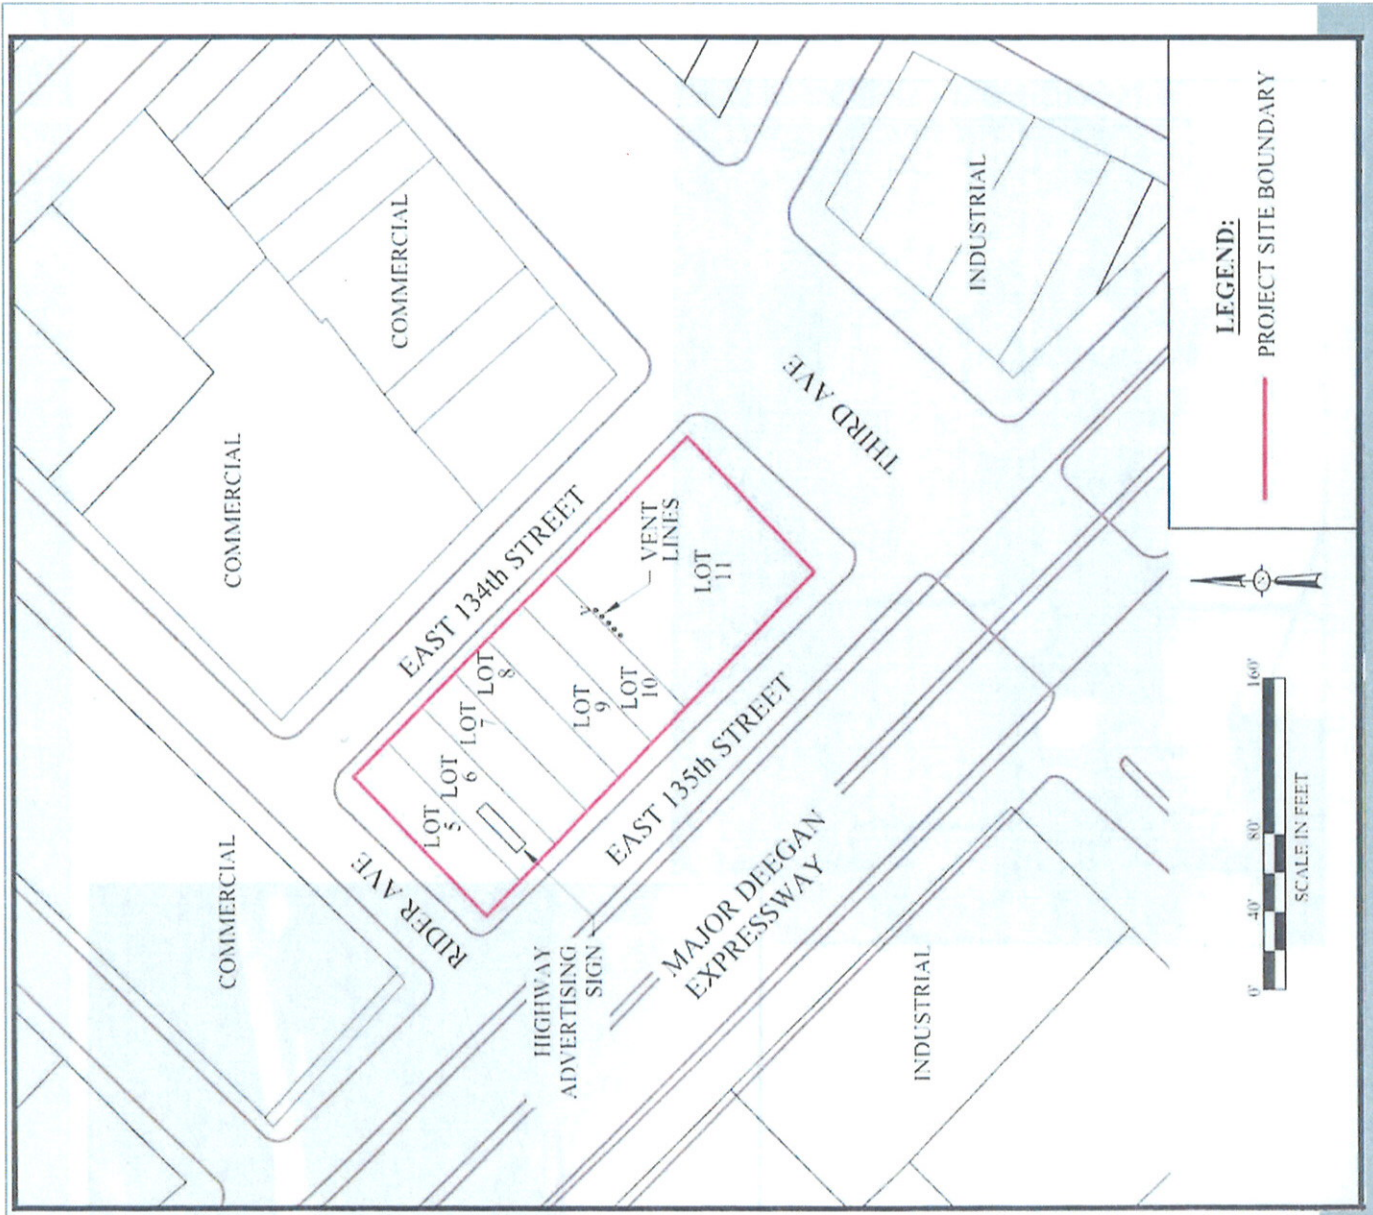 COMMERCIAL
COMMERCIAL
COMMERCIAL
RIDER AVE
EAST 134th STREET
LOT
5
LOT
6
LOT
7
LOT
8
LOT
9
LOT
10
V
VENT
LINES
LOT
11
HIGHWAY
ADVERTISING
SIGN
EAST 135th STREET
THIRD AVE
MAJOR DEEGAN
EXPRESSWAY
INDUSTRIAL
INDUSTRIAL
LEGEND:
PROJECT SITE BOUNDARY
0' 40' 80' 160'
SCALE IN FEET